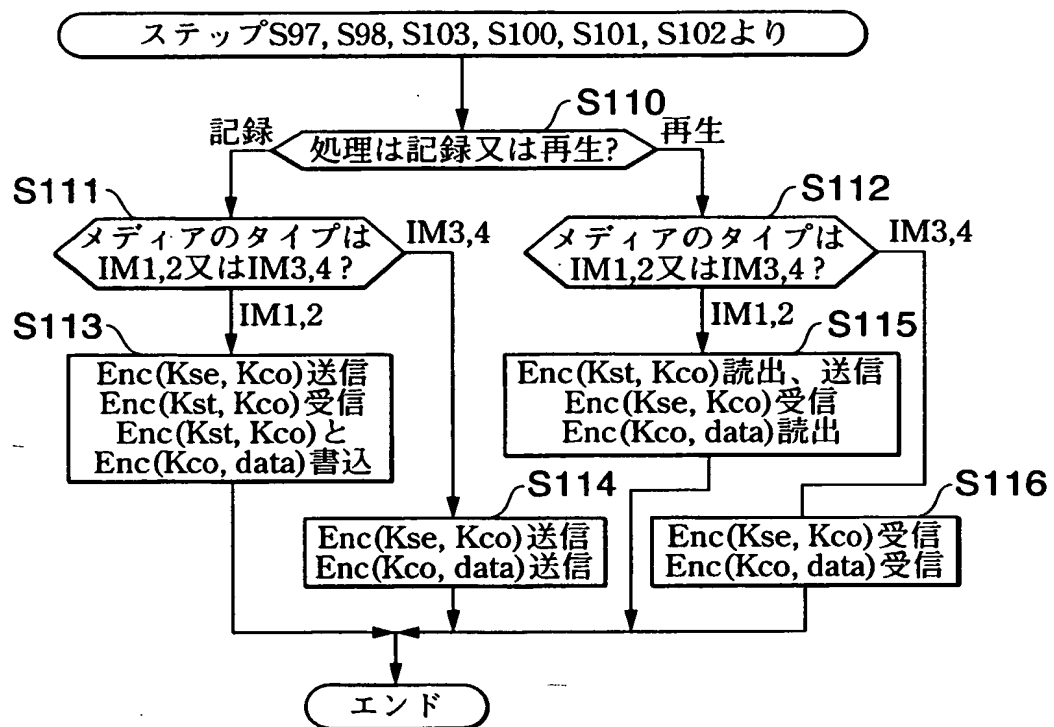 ステップS97, S98, S103, S100, S101, S102より
S110
記録
処理は記録又は再生?
再生
S111
メディアのタイプは
IM1,2又はIM3,4?
IM3,4
IM1,2
S112
メディアのタイプは
IM1,2又はIM3,4?
IM3,4
IM1,2
S113
Enc(Kse, Kco)送信
Enc(Kst, Kco)受信
Enc(Kst, Kco)と
Enc(Kco, data)書込
S115
Enc(Kst, Kco)読出、送信
Enc(Kse, Kco)受信
Enc(Kco, data)読出
S114
Enc(Kse, Kco)送信
Enc(Kco, data)送信
S116
Enc(Kse, Kco)受信
Enc(Kco, data)受信
エンド